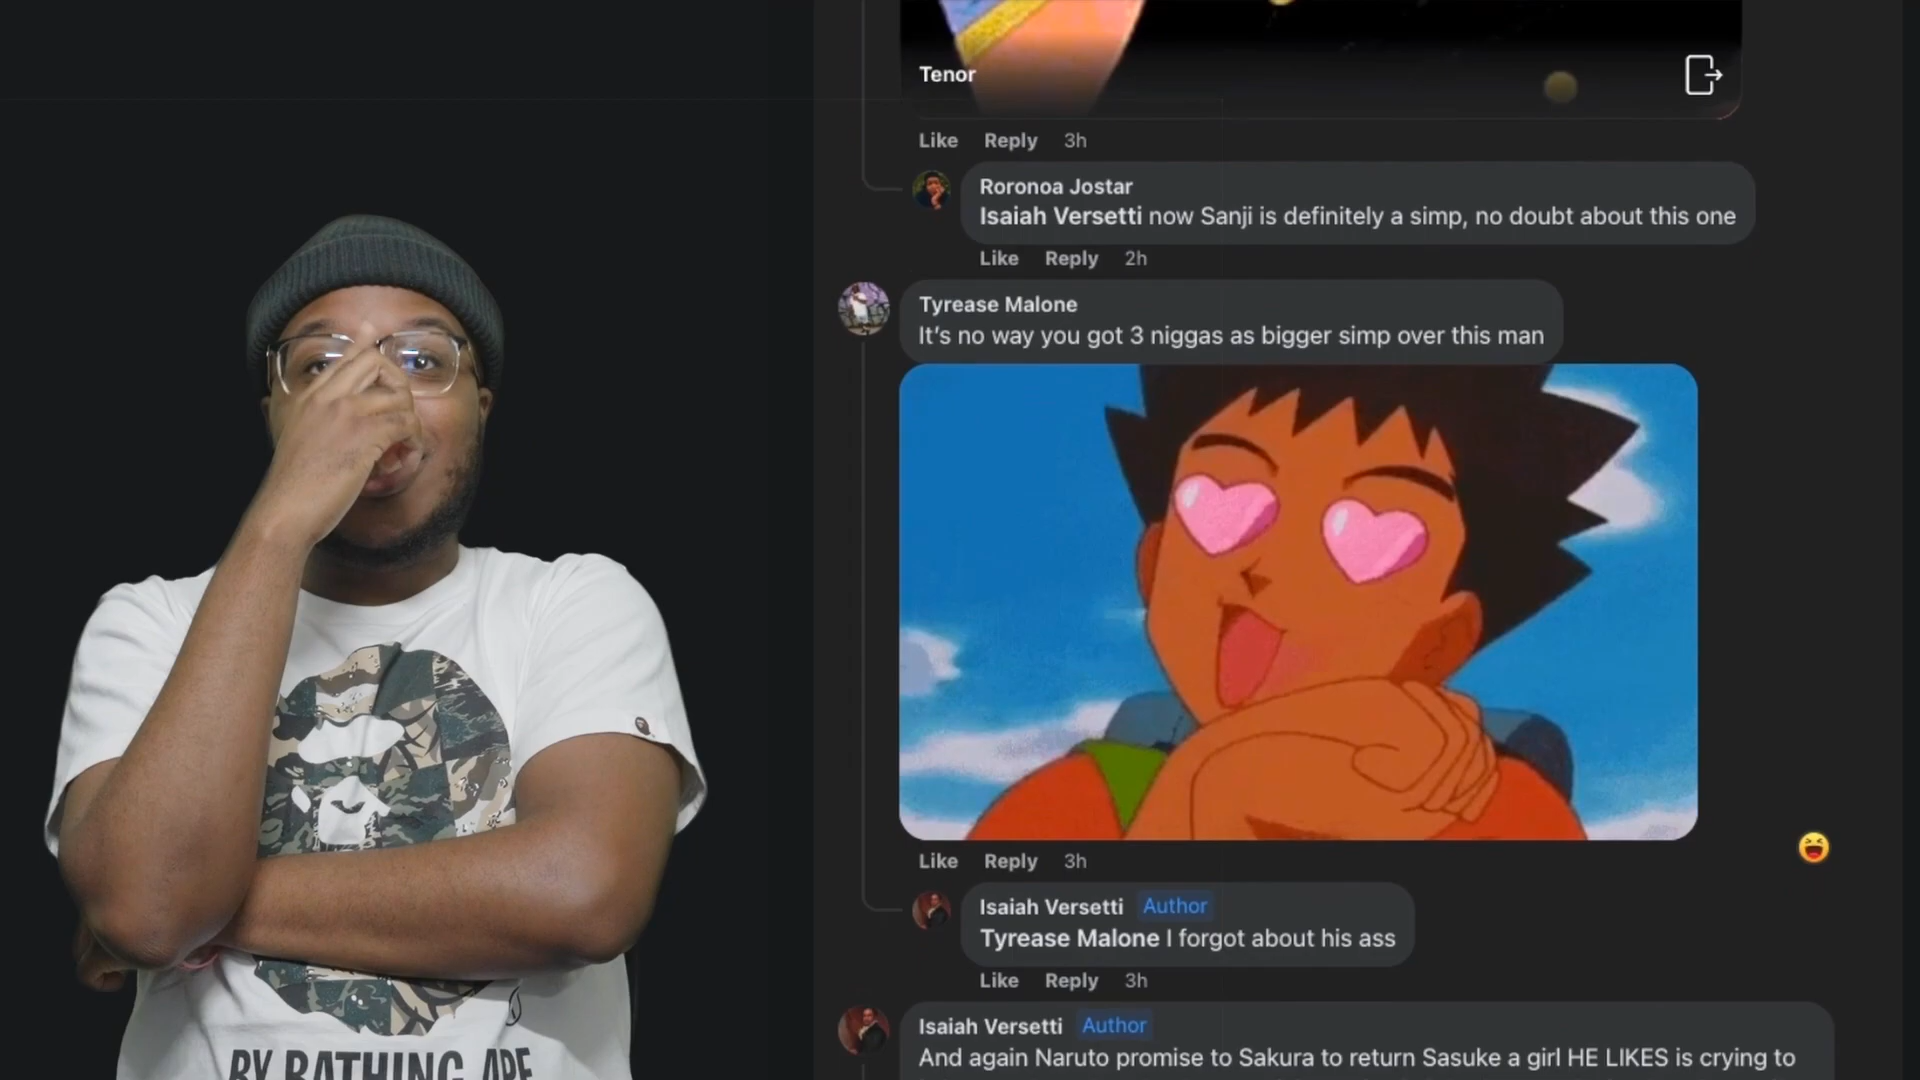 Tenor
Like Reply 3h
Roronoa Jostar
Isaiah Versetti now Sanji is definitely a simp, no doubt about this one
Like Reply 2h
Tyrease Malone
It’s no way you got 3 niggas as bigger simp over this man
Like Reply 3h
Isaiah Versetti Author
Tyrease Malone I forgot about his ass
Like Reply 3h
Isaiah Versetti Author
And again Naruto promise to Sakura to return Sasuke a girl HE LIKES is crying to
BY BATHING APE